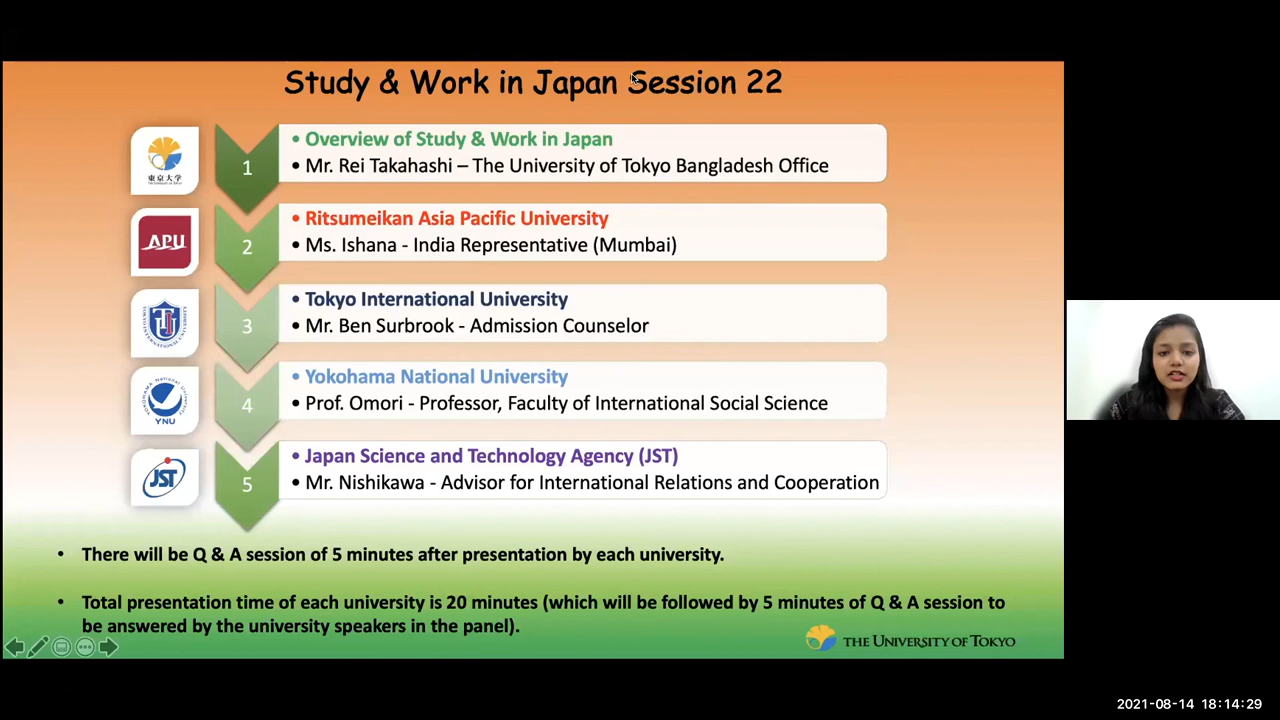 Study & Work in Japan Session 22
東京大学
1
• Overview of Study & Work in Japan
• Mr. Rei Takahashi – The University of Tokyo Bangladesh Office
APU
2
• Ritsumeikan Asia Pacific University
• Ms. Ishana - India Representative (Mumbai)
TOKYO INTERNATIONAL UNIVERSITY
3
• Tokyo International University
• Mr. Ben Surbrook - Admission Counselor
YOKOHAMA National University
YNU
4
• Yokohama National University
• Prof. Omori - Professor, Faculty of International Social Science
JST
5
• Japan Science and Technology Agency (JST)
• Mr. Nishikawa - Advisor for International Relations and Cooperation
• There will be Q & A session of 5 minutes after presentation by each university.
• Total presentation time of each university is 20 minutes (which will be followed by 5 minutes of Q & A session to
be answered by the university speakers in the panel).
THE UNIVERSITY OF TOKYO
2021-08-14 18:14:29